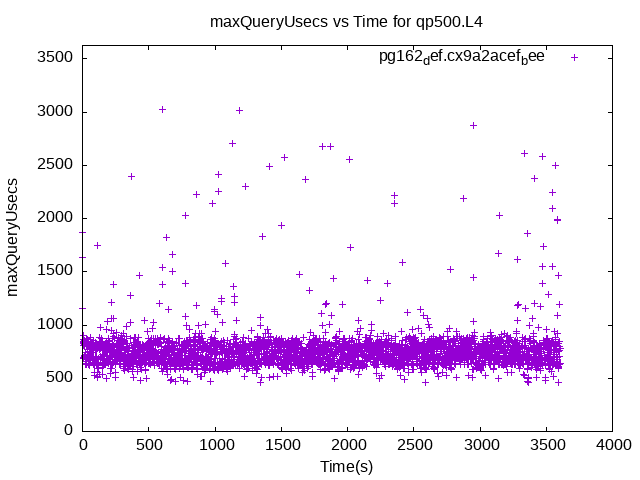 maxQueryUsecs vs Time for qp500.L4
pg162def.cx9a2acefbee
3500
3000
2500
2000
1500
1000
500
0
maxQueryUsecs
0 500 1000 1500 2000 2500 3000 3500 4000
Time(s)